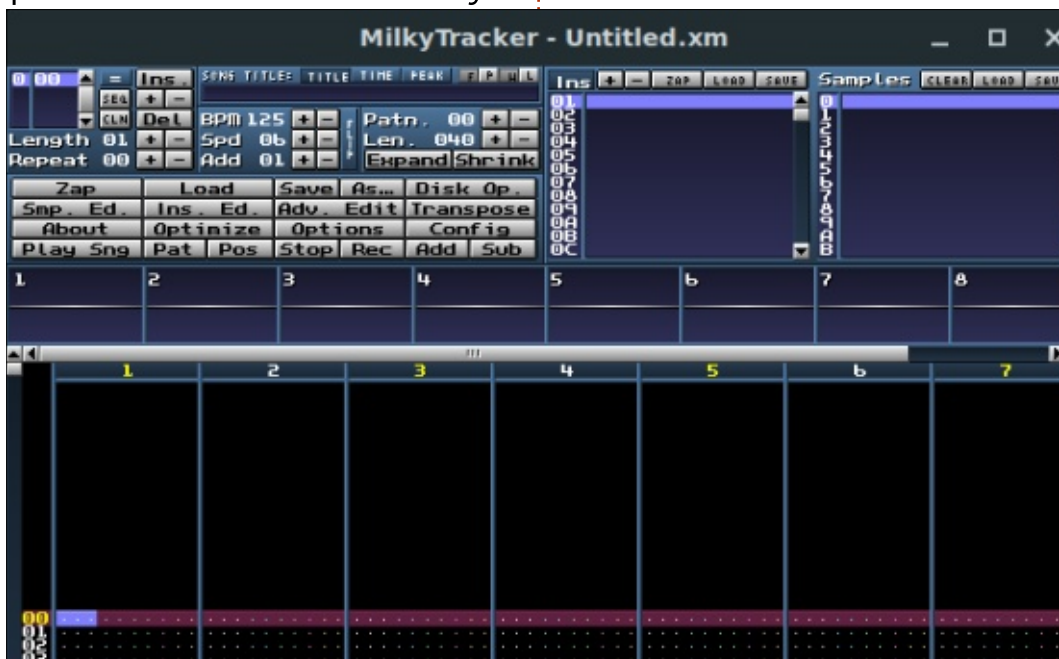 MilkyTracker - Untitled.xm
0 00 = Ins.
SEQ + -
CLN Del
Length 01 + -
Repeat 00 + -
SONG TITLE: TITLE TIME PEAK F P W L
BPM 125 + - Patn. 00 + -
Spd 06 + - Len. 040 + -
Add 01 + - Expand Shrink
Ins + - ZAP LOAD SAVE
01
02
03
04
05
06
07
08
09
0A
0B
0C
Samples CLEAR LOAD
0
1
2
3
4
5
6
7
8
9
A
B
Zap Load Save As... Disk Op.
Smp. Ed. Ins. Ed. Adv. Edit Transpose
About Optimize Options Config
Play Sng Pat Pos Stop Rec Add Sub
1 2 3 4 5 6 7 8
1 2 3 4 5 6 7
00
01
02